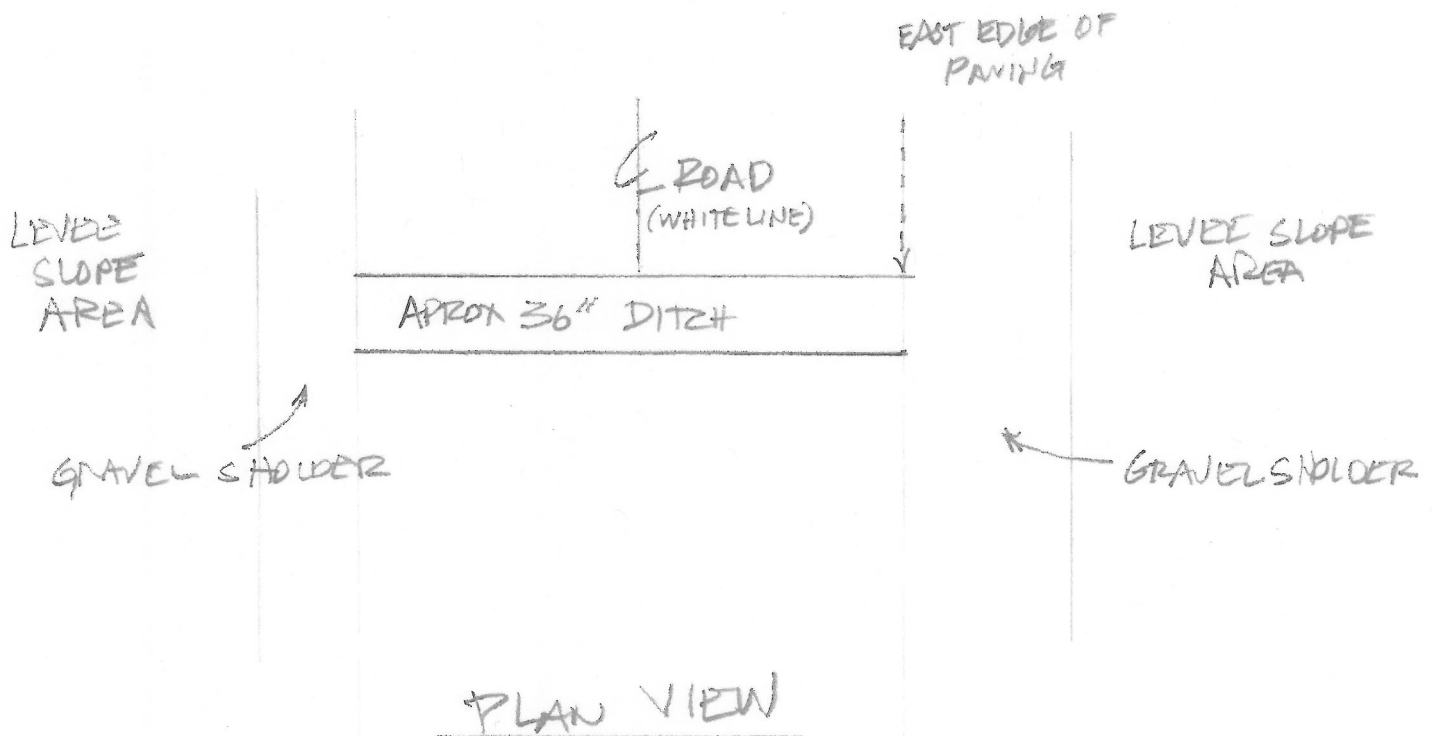 EAST EDGE OF
PAVING
℄ ROAD
(WHITE LINE)
LEVEE
SLOPE
AREA
LEVEE SLOPE
AREA
APROX 36" DITCH
GRAVEL SHOLDER
GRAVEL SHOLDER
PLAN VIEW